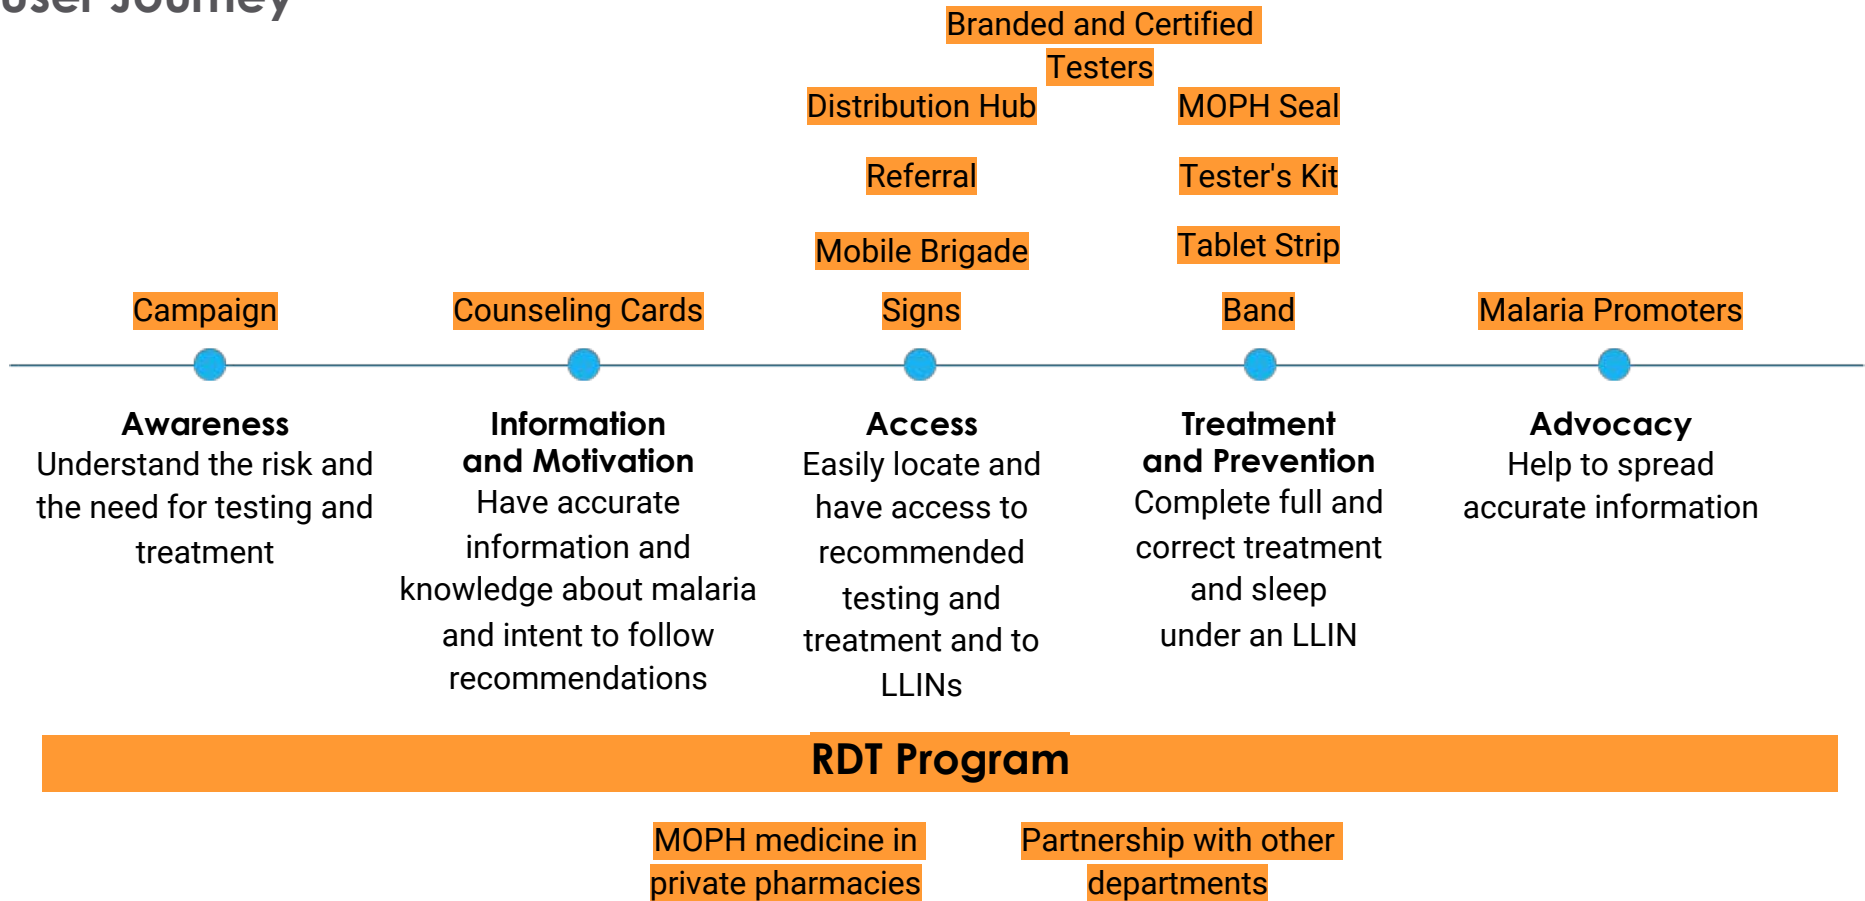 User Journey
Branded and Certified
Testers
Distribution Hub
MOPH Seal
Referral
Tester's Kit
Mobile Brigade
Tablet Strip
Campaign
Counseling Cards
Signs
Band
Malaria Promoters
Awareness
Understand the risk and
the need for testing and
treatment
Information
and Motivation
Have accurate
information and
knowledge about malaria
and intent to follow
recommendations
Access
Easily locate and
have access to
recommended
testing and
treatment and to
LLINs
Treatment
and Prevention
Complete full and
correct treatment
and sleep
under an LLIN
Advocacy
Help to spread
accurate information
RDT Program
MOPH medicine in
private pharmacies
Partnership with other
departments